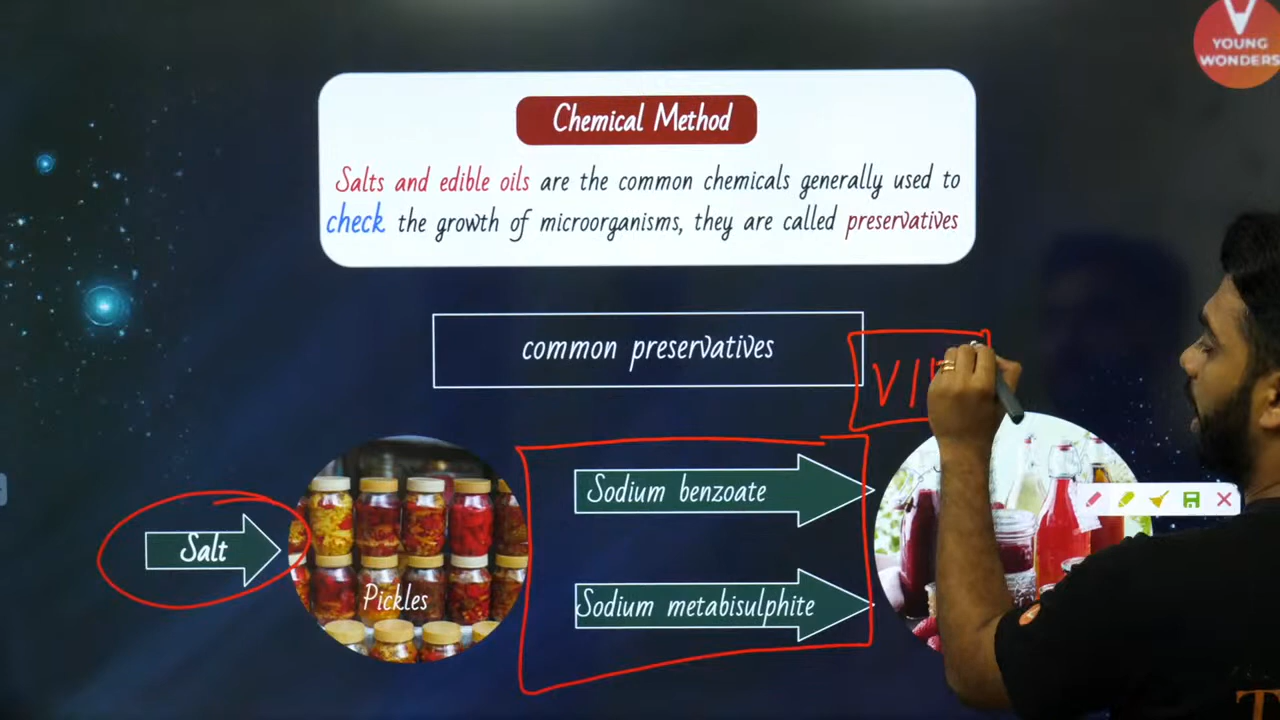 YOUNG
WONDERS
Chemical Method
Salts and edible oils are the common chemicals generally used to
check the growth of microorganisms, they are called preservatives
common preservatives
Sodium benzoate
Salt
Pickles
Sodium metabisulphite